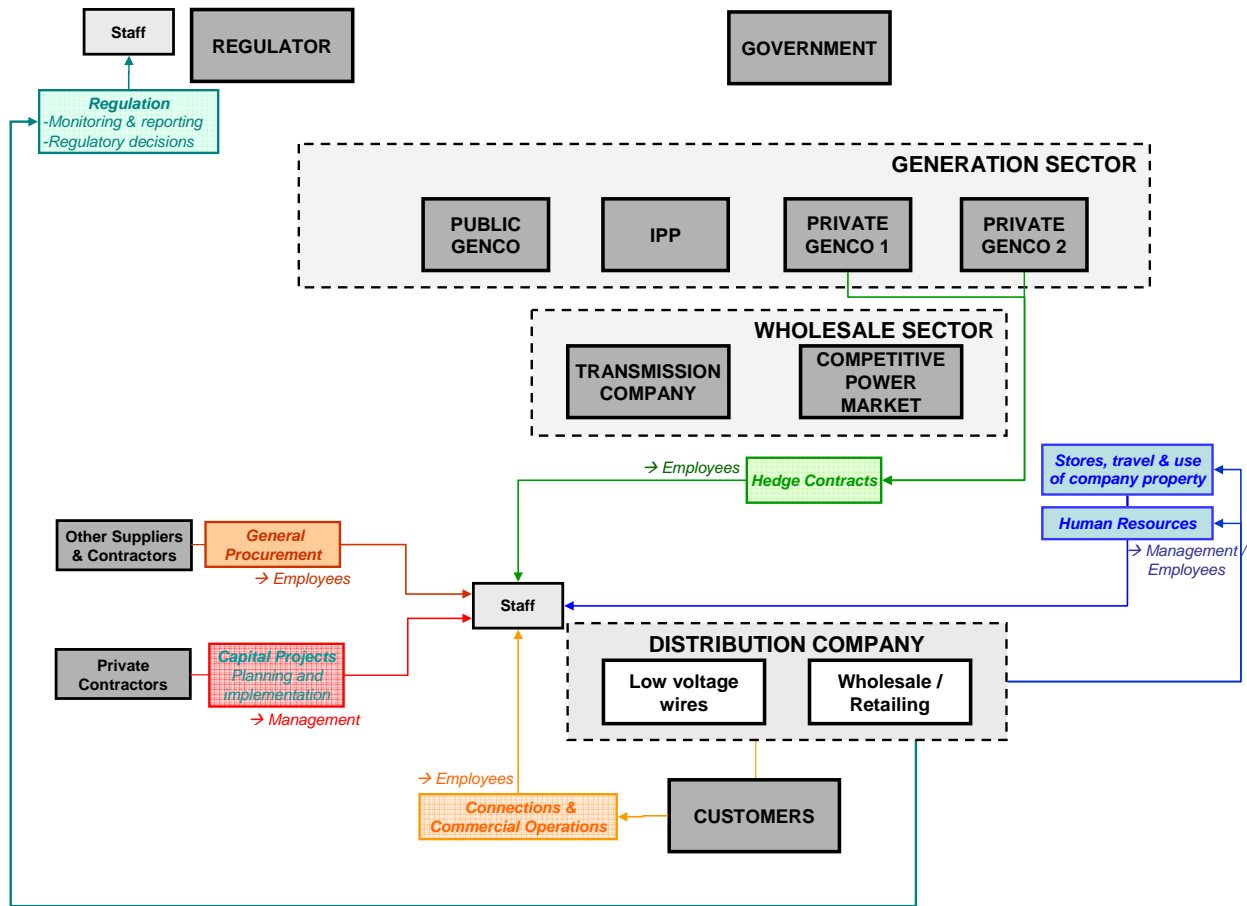 Staff
REGULATOR
GOVERNMENT
Regulation
-Monitoring & reporting
-Regulatory decisions
GENERATION SECTOR
PUBLIC
GENCO
IPP
PRIVATE
GENCO 1
PRIVATE
GENCO 2
WHOLESALE SECTOR
TRANSMISSION
COMPANY
COMPETITIVE
POWER
MARKET
→ Employees
Hedge Contracts
Stores, travel & use
of company property
Human Resources
→ Management /
Employees
Other Suppliers
& Contractors
General
Procurement
→ Employees
Staff
Private
Contractors
Capital Projects
Planning and
implementation
→ Management
DISTRIBUTION COMPANY
Low voltage
wires
Wholesale /
Retailing
→ Employees
Connections &
Commercial Operations
CUSTOMERS